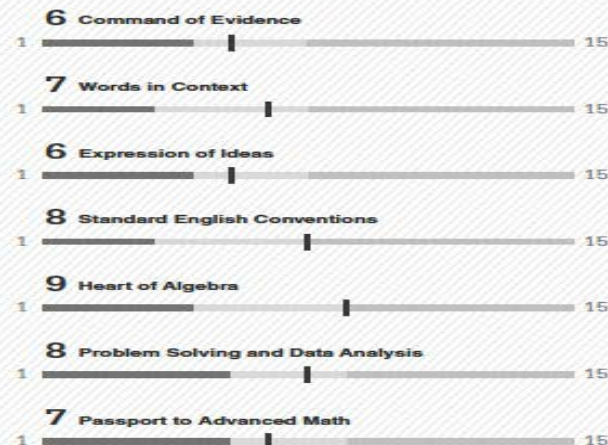 6 Command of Evidence
1 15
7 Words in Context
1 15
6 Expression of Ideas
1 15
8 Standard English Conventions
1 15
9 Heart of Algebra
1 15
8 Problem Solving and Data Analysis
1 15
7 Passport to Advanced Math
1 15